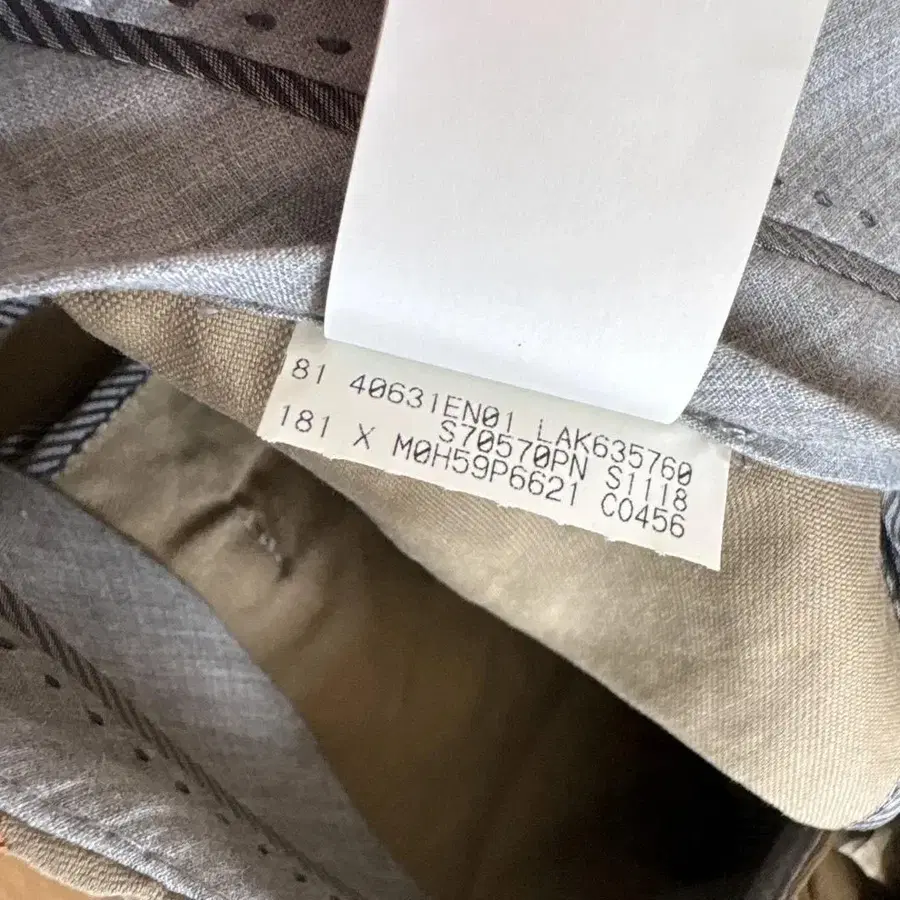 81 40631EN01 LAK635760
S70570PN S1118
181 X M0H59P6621 C0456